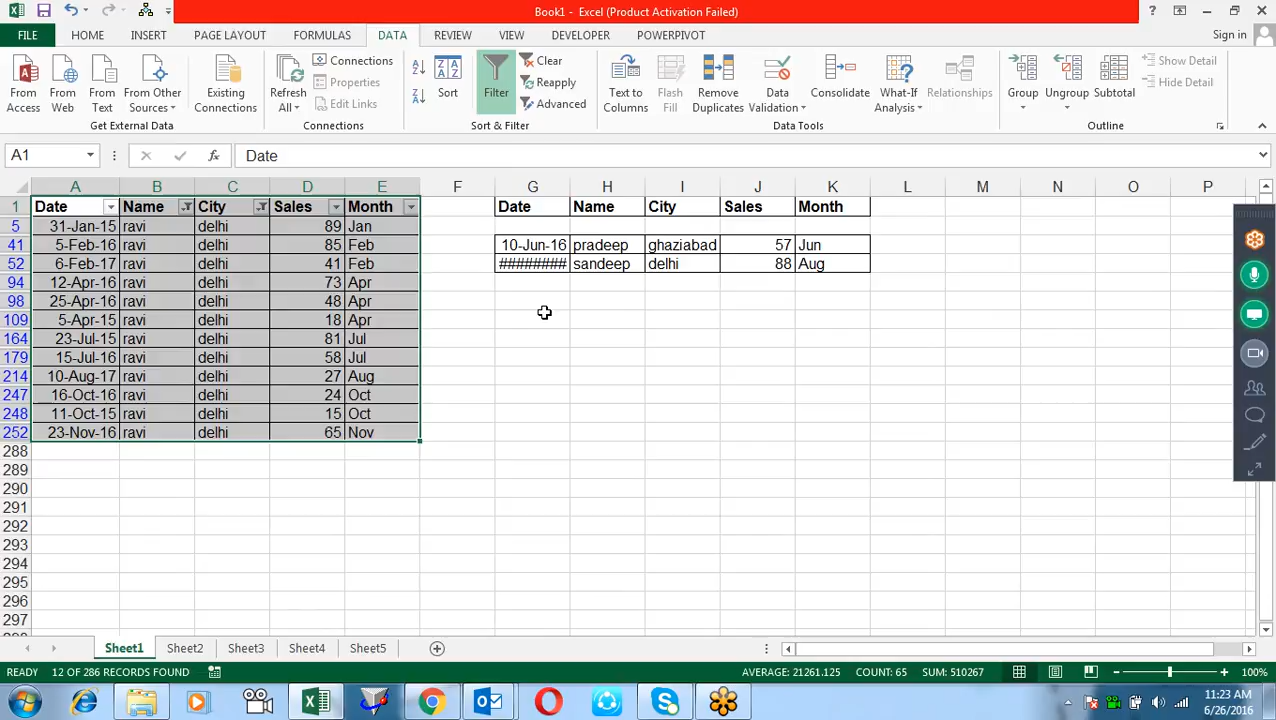 Book1 - Excel (Product Activation Failed)
FILE HOME INSERT PAGE LAYOUT FORMULAS DATA REVIEW VIEW DEVELOPER POWERPIVOT Sign in
From Access
From Web
From Text
From Other Sources
Existing Connections
Get External Data
Refresh All
Connections
Properties
Edit Links
Connections
Sort
Filter
Clear
Reapply
Advanced
Sort & Filter
Text to Columns
Flash Fill
Remove Duplicates
Data Validation
Consolidate
What-If Analysis
Relationships
Data Tools
Group
Ungroup
Subtotal
Show Detail
Hide Detail
Outline
A1 fx Date
A B C D E F G H I J K L M N O P
1 Date Name City Sales Month Date Name City Sales Month
5 31-Jan-15 ravi delhi 89 Jan
41 5-Feb-16 ravi delhi 85 Feb 10-Jun-16 pradeep ghaziabad 57 Jun
52 6-Feb-17 ravi delhi 41 Feb ######## sandeep delhi 88 Aug
94 12-Apr-16 ravi delhi 73 Apr
98 25-Apr-16 ravi delhi 48 Apr
109 5-Apr-15 ravi delhi 18 Apr
164 23-Jul-15 ravi delhi 81 Jul
179 15-Jul-16 ravi delhi 58 Jul
214 10-Aug-17 ravi delhi 27 Aug
247 16-Oct-16 ravi delhi 24 Oct
248 11-Oct-15 ravi delhi 15 Oct
252 23-Nov-16 ravi delhi 65 Nov
288
289
290
291
292
293
294
295
296
297
Sheet1 Sheet2 Sheet3 Sheet4 Sheet5
READY 12 OF 286 RECORDS FOUND AVERAGE: 21261.125 COUNT: 65 SUM: 510267 100%
11:23 AM
6/26/2016